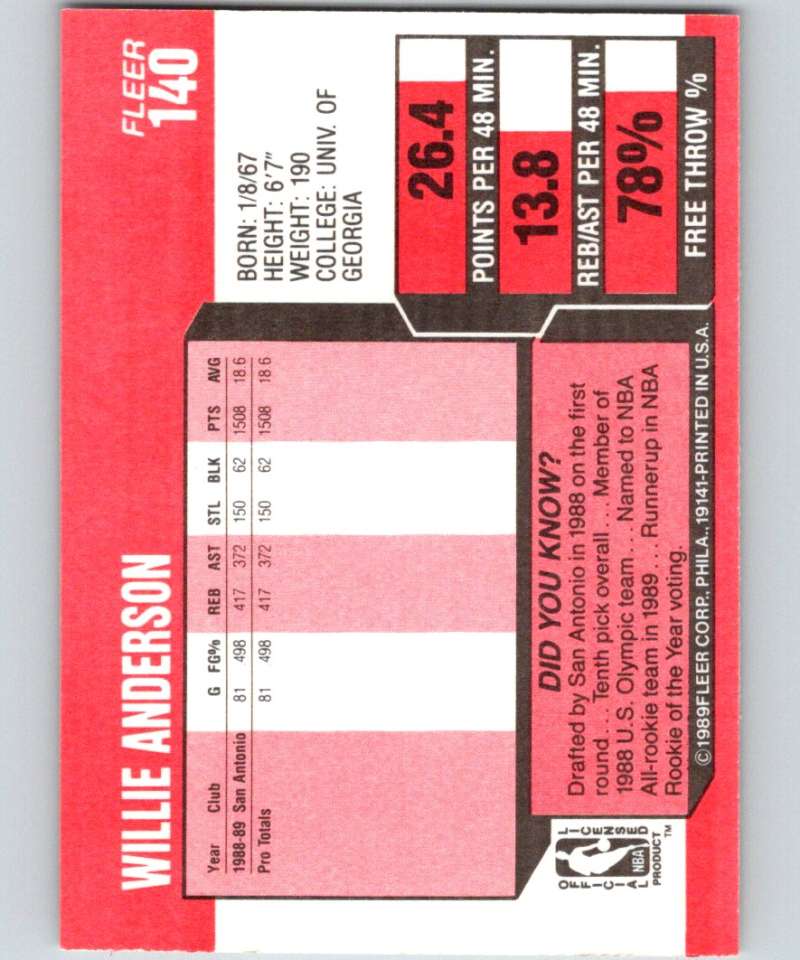 WILLIE ANDERSON
FLEER
140
BORN: 1/8/67
HEIGHT: 6'7"
WEIGHT: 190
COLLEGE: UNIV. OF
GEORGIA
Year Club G FG% REB AST STL BLK PTS AVG
1988-89 San Antonio 81 498 417 372 150 62 1508 18.6
Pro Totals 81 498 417 372 150 62 1508 18.6
26.4
POINTS PER 48 MIN.
13.8
REB/AST PER 48 MIN.
78%
FREE THROW %
DID YOU KNOW?
Drafted by San Antonio in 1988 on the first
round . . . Tenth pick overall . . . Member of
1988 U.S. Olympic team . . . Named to NBA
All-rookie team in 1989 . . . Runnerup in NBA
Rookie of the Year voting.
OFFICIAL
NBA
LICENSED
PRODUCT™
©1989 FLEER CORP., PHILA., 19141-PRINTED IN U.S.A.